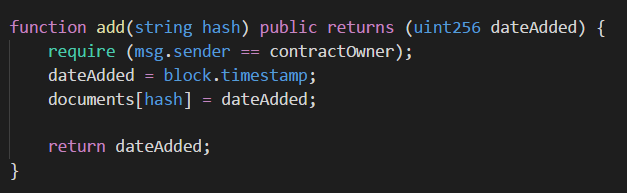 function add(string hash) public returns (uint256 dateAdded) {
    require (msg.sender == contractOwner);
    dateAdded = block.timestamp;
    documents[hash] = dateAdded;

    return dateAdded;
}